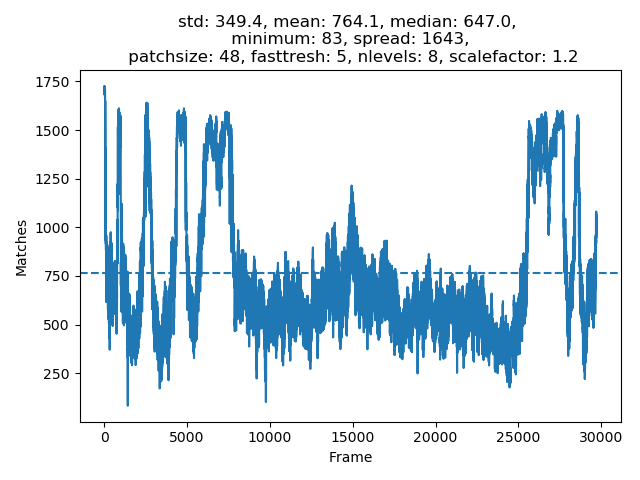 std: 349.4, mean: 764.1, median: 647.0,
minimum: 83, spread: 1643,
patchsize: 48, fasttresh: 5, nlevels: 8, scalefactor: 1.2
1750
1500
1250
1000
750
500
250
Matches
0 5000 10000 15000 20000 25000 30000
Frame